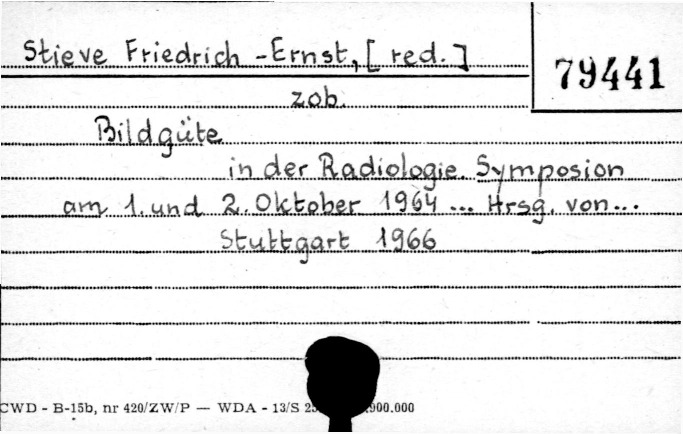 Stieve Friedrich-Ernst, [red.]
79441
zob.
Bildgüte
in der Radiologie. Symposion
am 1. und 2. Oktober 1964 ... Hrsg. von...
Stuttgart 1966
CWD - B-15b, nr 420/ZW/P — WDA - 13/S 900.000